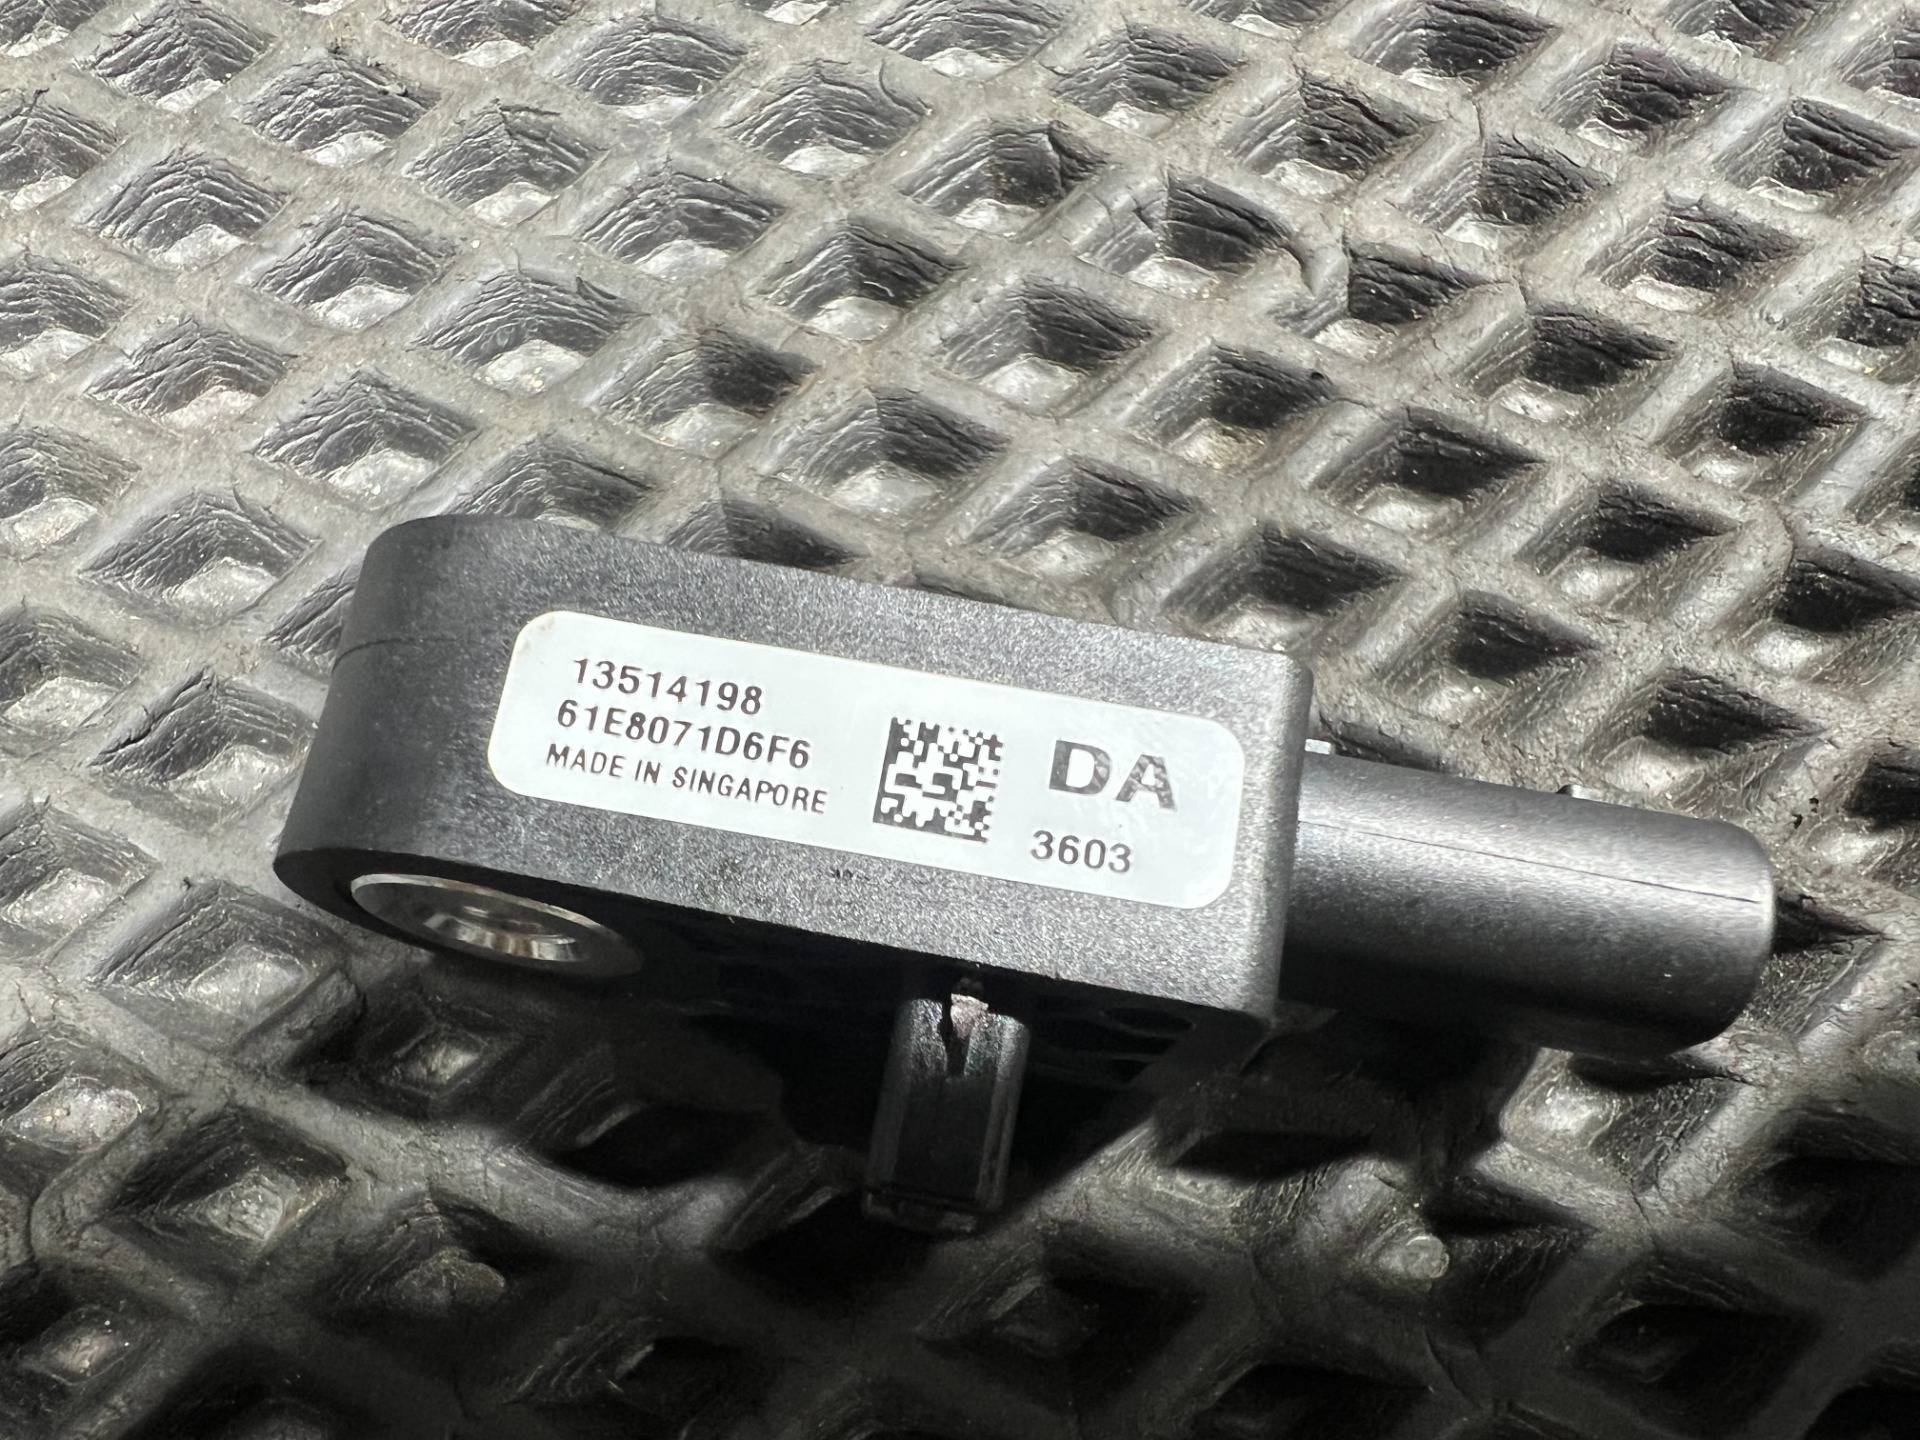 13514198
61E8071D6F6
MADE IN SINGAPORE
DA
3603